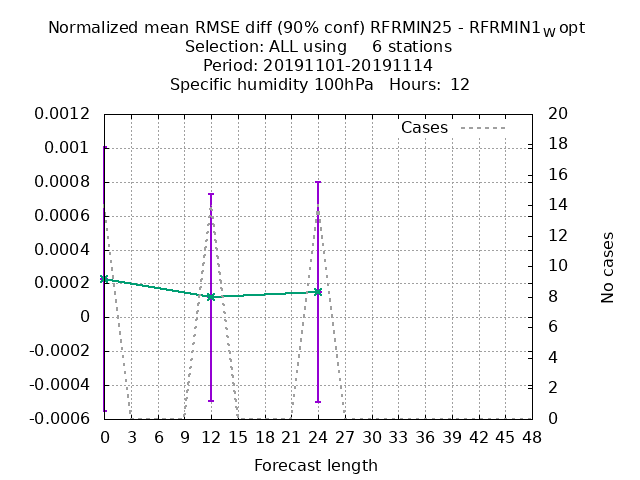 Normalized mean RMSE diff (90% conf) RFRMIN25 - RFRMIN1W opt
Selection: ALL using 6 stations
Period: 20191101-20191114
Specific humidity 100hPa Hours: 12
Cases
0.0012
0.001
0.0008
0.0006
0.0004
0.0002
0
-0.0002
-0.0004
-0.0006
20
18
16
14
12
10
8
6
4
2
0
No cases
0 3 6 9 12 15 18 21 24 27 30 33 36 39 42 45 48
Forecast length